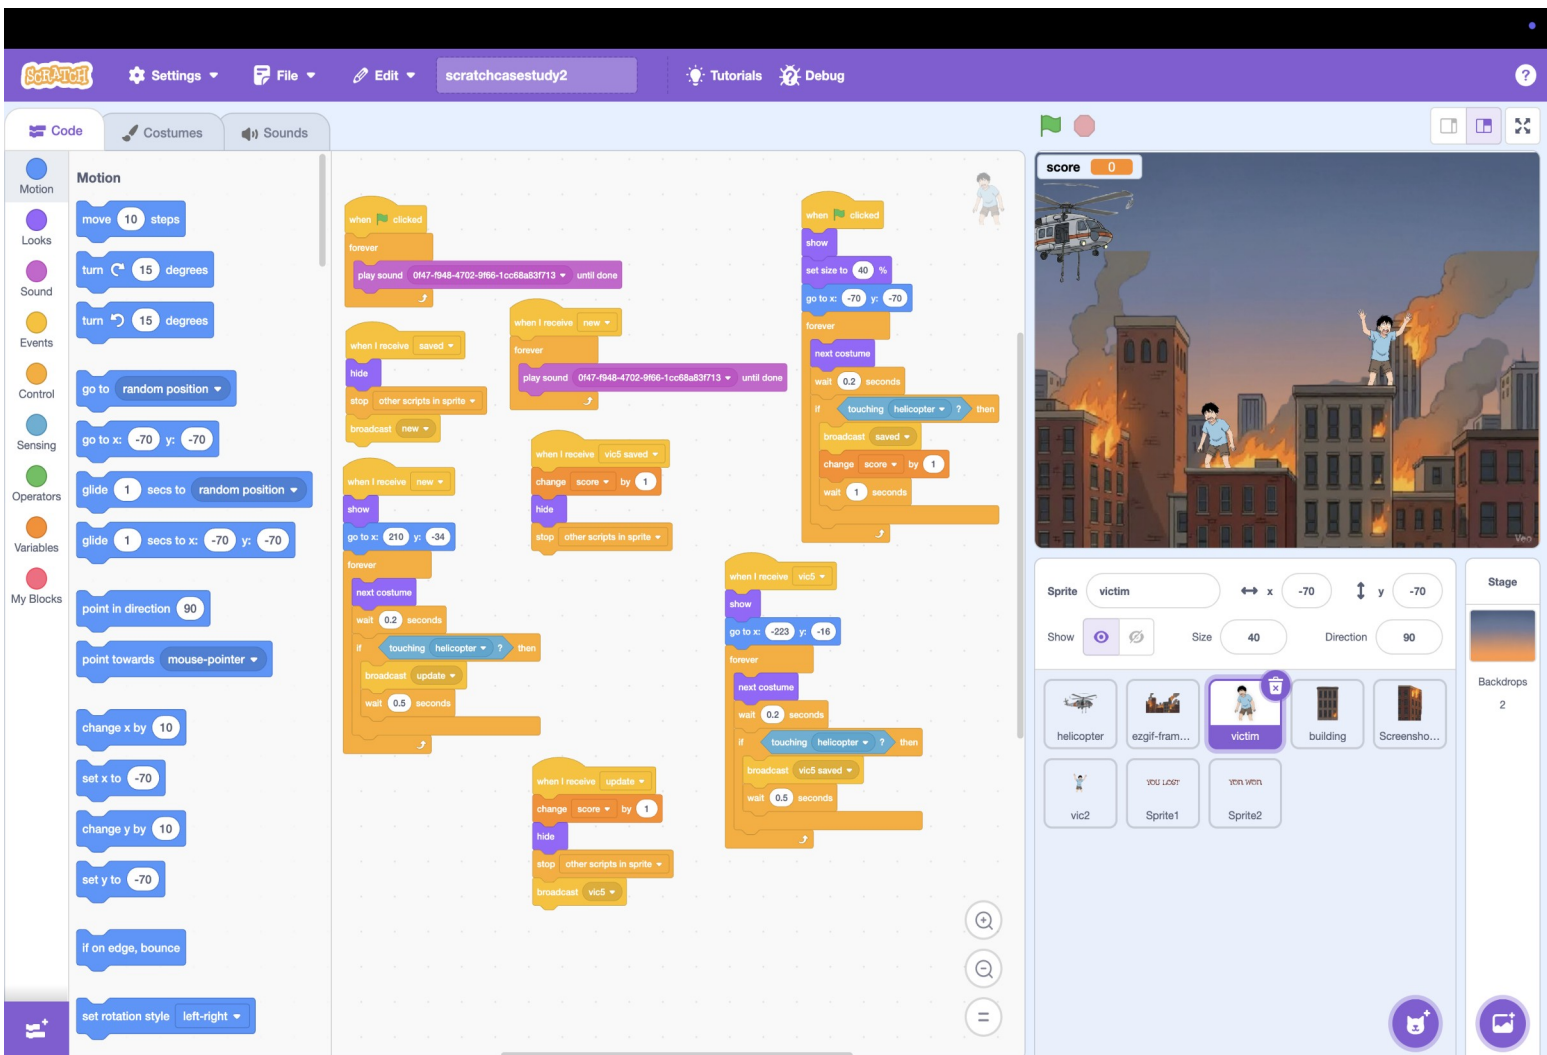 SCRATCH
Settings
File
Edit
scratchcasestudy2
Tutorials
Debug
?
Code
Costumes
Sounds
Motion
Looks
Sound
Events
Control
Sensing
Operators
Variables
My Blocks
Motion
move 10 steps
turn 15 degrees
turn 15 degrees
go to random position
go to x: -70 y: -70
glide 1 secs to random position
glide 1 secs to x: -70 y: -70
point in direction 90
point towards mouse-pointer
change x by 10
set x to -70
change y by 10
set y to -70
if on edge, bounce
set rotation style left-right
when clicked
forever
play sound 0f47-f948-4702-9f66-1cc68a83f713 until done
when I receive saved
hide
stop other scripts in sprite
broadcast new
when I receive new
show
go to x: 210 y: -34
forever
next costume
wait 0.2 seconds
if touching helicopter ? then
broadcast update
wait 0.5 seconds
when I receive new
forever
play sound 0f47-f948-4702-9f66-1cc68a83f713 until done
when I receive vic5 saved
change score by 1
hide
stop other scripts in sprite
when I receive update
change score by 1
hide
stop other scripts in sprite
broadcast vic5
when clicked
show
set size to 40 %
go to x: -70 y: -70
forever
next costume
wait 0.2 seconds
if touching helicopter ? then
broadcast saved
change score by 1
wait 1 seconds
when I receive vic5
show
go to x: -223 y: -16
forever
next costume
wait 0.2 seconds
if touching helicopter ? then
broadcast vic5 saved
wait 0.5 seconds
score 0
Veo
Sprite victim x -70 y -70
Show Size 40 Direction 90
helicopter
ezgif-fram...
victim
building
Screensho...
vic2
YOU LOST
Sprite1
YOU WON
Sprite2
Stage
Backdrops
2